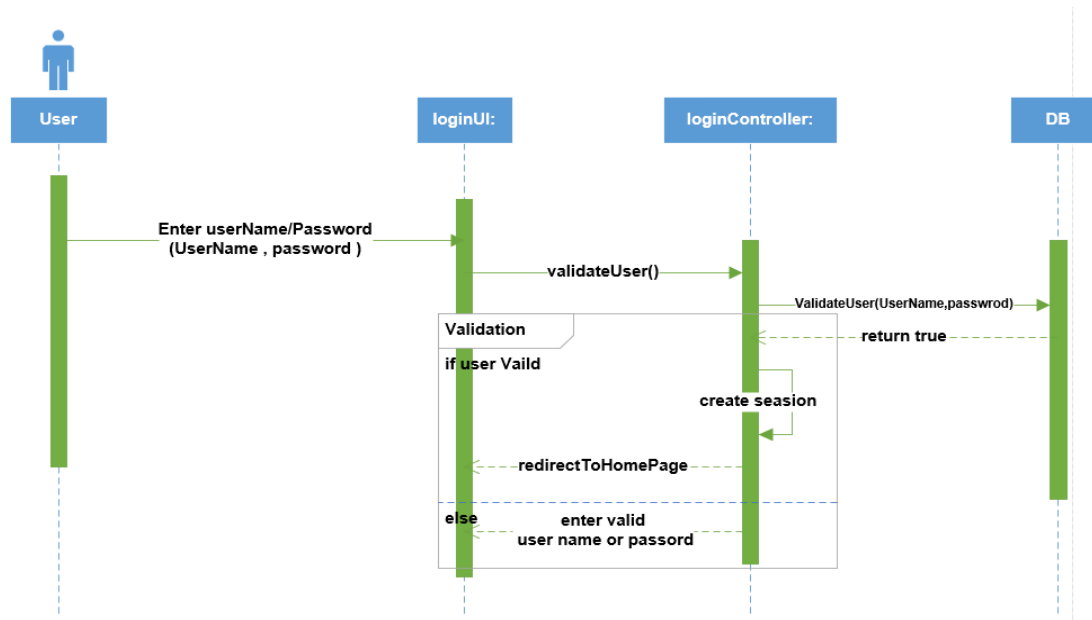 User
loginUI:
loginController:
DB
Enter userName/Password
(UserName , password )
validateUser()
ValidateUser(UserName,passwrod)
Validation
return true
if user Vaild
create seasion
redirectToHomePage
else
enter valid
user name or passord